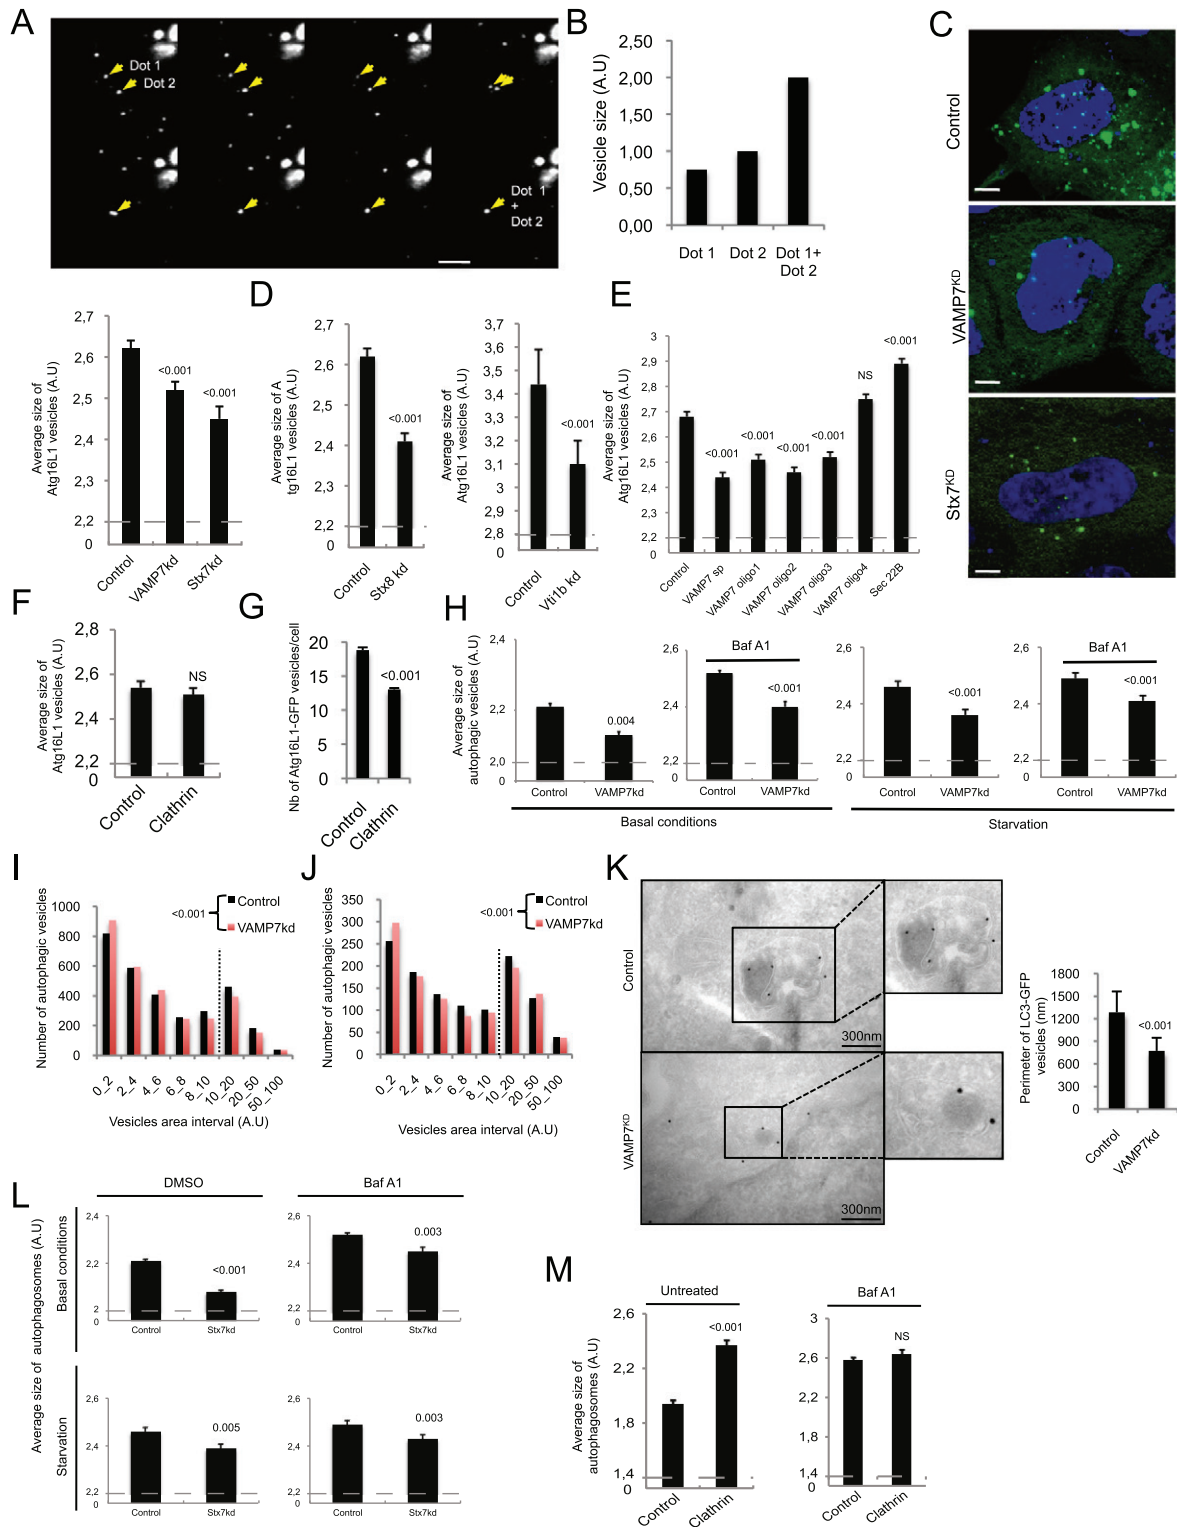 A
Dot 1
Dot 2
Dot 1
+
Dot 2
B
Vesicle size (A.U)
2,50
2,00
1,50
1,00
0,50
0,00
Dot 1
Dot 2
Dot 1+
Dot 2
C
Control
VAMP7KD
Stx7KD
Average size of
Atg16L1 vesicles (A.U)
2,7
2,6
2,5
2,4
2,3
2,2
0
<0.001
<0.001
Control
VAMP7kd
Stx7kd
D
Average size of A
tg16L1 vesicles (A.U)
2,7
2,6
2,5
2,4
2,3
2,2
0
<0.001
Control
Stx8 kd
Average size of
Atg16L1 vesicles (A.U)
3,7
3,6
3,5
3,4
3,3
3,2
3,1
3
2,9
2,8
0
<0.001
Control
Vti1b kd
E
Average size of
Atg16L1 vesicles (A.U)
3
2,9
2,8
2,7
2,6
2,5
2,4
2,3
2,2
0
<0.001
<0.001
<0.001
<0.001
NS
<0.001
Control
VAMP7 sp
VAMP7 oligo1
VAMP7 oligo2
VAMP7 oligo3
VAMP7 oligo4
Sec 22B
F
Average size of
Atg16L1 vesicles (A.U)
2,8
2,6
2,4
2,2
0
NS
Control
Clathrin
G
Nb of Atg16L1-GFP vesicles/cell
20
15
10
5
0
<0.001
Control
Clathrin
H
Average size of
autophagic vesicles (A.U)
2,4
2,2
2,0
0
0.004
Control
VAMP7kd
Baf A1
2,6
2,4
2,2
0
<0.001
Control
VAMP7kd
Basal conditions
2,6
2,4
2,2
0
<0.001
Control
VAMP7kd
Baf A1
2,6
2,4
2,2
0
<0.001
Control
VAMP7kd
Starvation
I
Number of autophagic vesicles
1000
800
600
400
200
0
<0.001
Control
VAMP7kd
0_2
2_4
4_6
6_8
8_10
10_20
20_50
50_100
Vesicles area interval (A.U)
J
Number of autophagic vesicles
350
300
250
200
150
100
50
0
<0.001
Control
VAMP7kd
0_2
2_4
4_6
6_8
8_10
10_20
20_50
50_100
Vesicles area interval (A.U)
K
Control
300nm
VAMP7KD
300nm
Perimeter of LC3-GFP
vesicles (nm)
1800
1500
1200
900
600
300
0
<0.001
Control
VAMP7kd
L
Average size of autophagosomes (A.U)
Basal conditions
Starvation
DMSO
2,4
2,2
2
0
<0.001
Control
Stx7kd
Baf A1
2,6
2,4
2,2
0
0.003
Control
Stx7kd
2,6
2,4
2,2
0
0.005
Control
Stx7kd
2,6
2,4
2,2
0
0.003
Control
Stx7kd
M
Average size of
autophagosomes (A.U)
Untreated
2,6
2,2
1,8
1,4
0
<0.001
Control
Clathrin
Baf A1
3
2,6
2,2
1,8
1,4
0
NS
Control
Clathrin